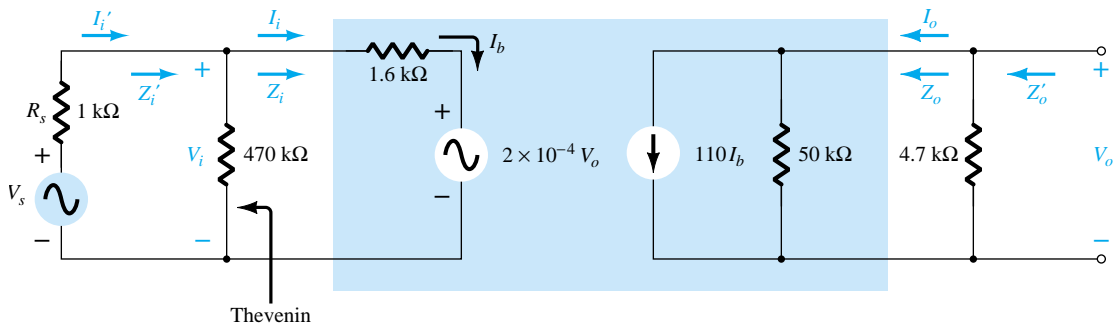 I_i′
I_i
I_b
I_o
1.6 kΩ
Z_i′
+
Z_i
Z_o
Z_o′
+
R_s
1 kΩ
+
+
V_s
V_i
470 kΩ
2 × 10⁻⁴ V_o
110 I_b
50 kΩ
4.7 kΩ
V_o
−
−
−
−
Thevenin